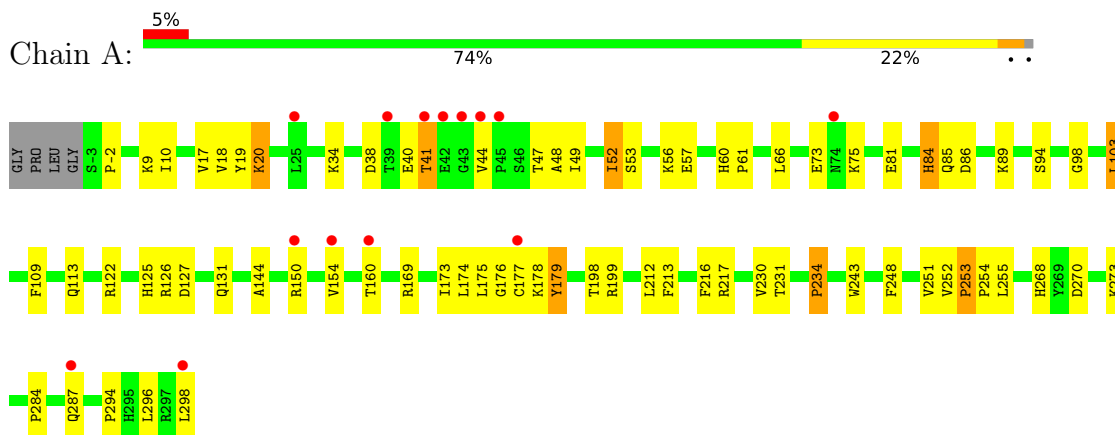 5%
Chain A:
74% 22% • •
GLY PRO LEU GLY S-3 P-2 K9 I10 V17 V18 Y19 K20 L25 K34 D38 T39 E40 T41 E42 G43 V44 P45 S46 T47 A48 I49 I52 S53 K56 E57 H60 P61 L66 E73 N74 K75 E81 H84 Q85 D86 K89 S94 G98 L103
F109 Q113 R122 H125 R126 D127 Q131 A144 R150 V154 T160 R169 I173 L174 L175 G176 C177 K178 Y179 T198 R199 L212 F213 F216 R217 V230 T231 P234 W243 F248 V251 V252 P253 P254 L255 H268 Y269 D270 K273
P284 Q287 P294 H295 L296 R297 L298